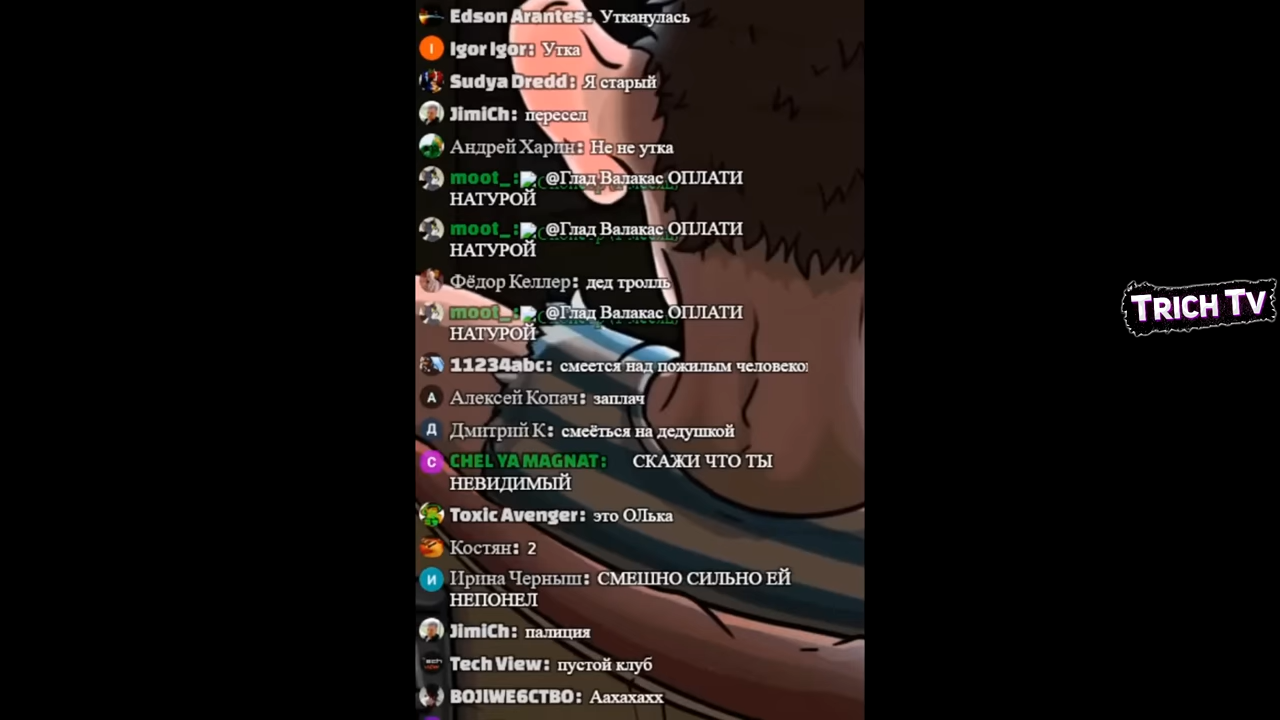 Edson Arantes: Утканулась
I Igor Igor: Утка
Sudya Dredd: Я старый
JimiCh: пересел
Андрей Харин: Не не утка
moot_: @Глад Валакас ОПЛАТИ
НАТУРОЙ
moot_: @Глад Валакас ОПЛАТИ
НАТУРОЙ
Фёдор Келлер: дед тролль
moot_: @Глад Валакас ОПЛАТИ
НАТУРОЙ
11234abc: смеется над пожилым человеко
А Алексей Копач: заплач
Д Дмитрий К: смеёться на дедушкой
C CHEL YA MAGNAT: СКАЖИ ЧТО ТЫ
НЕВИДИМЫЙ
Toxic Avenger: это ОЛька
Костян: 2
И Ирина Черныш: СМЕШНО СИЛЬНО ЕЙ
НЕПОНЕЛ
JimiCh: палиция
Tech View: пустой клуб
BOJIWE6CTBO: Аахахахх
TRICH TV